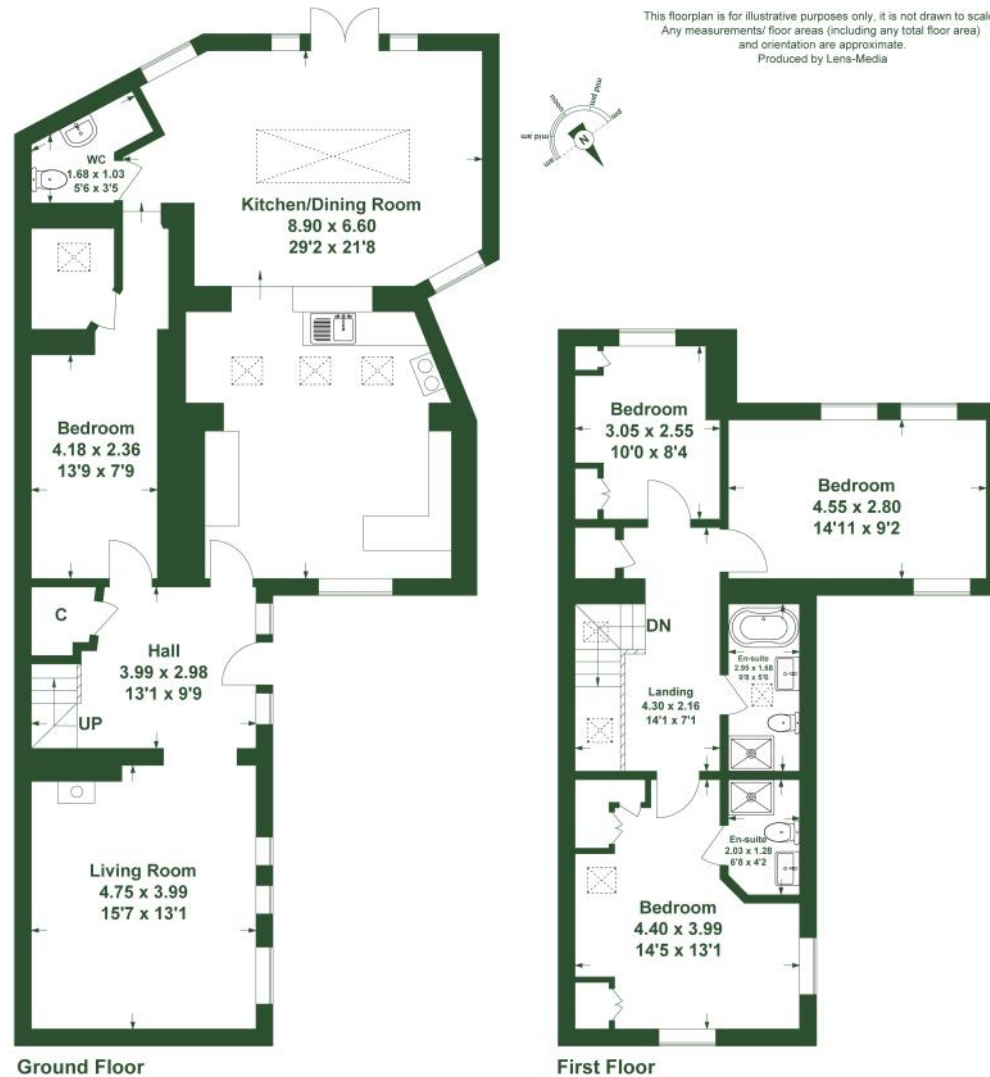 This floorplan is for illustrative purposes only, it is not drawn to scale
Any measurements/ floor areas (including any total floor area)
and orientation are approximate.
Produced by Lens-Media
am
mid am
noon
mid pm
pm
N
WC
1.68 x 1.03
5'6 x 3'5
Kitchen/Dining Room
8.90 x 6.60
29'2 x 21'8
Bedroom
4.18 x 2.36
13'9 x 7'9
C
Hall
3.99 x 2.98
13'1 x 9'9
UP
Living Room
4.75 x 3.99
15'7 x 13'1
Ground Floor
Bedroom
3.05 x 2.55
10'0 x 8'4
Bedroom
4.55 x 2.80
14'11 x 9'2
DN
En-suite
2.95 x 1.68
9'8 x 5'6
Landing
4.30 x 2.16
14'1 x 7'1
En-suite
2.03 x 1.28
6'8 x 4'2
Bedroom
4.40 x 3.99
14'5 x 13'1
First Floor